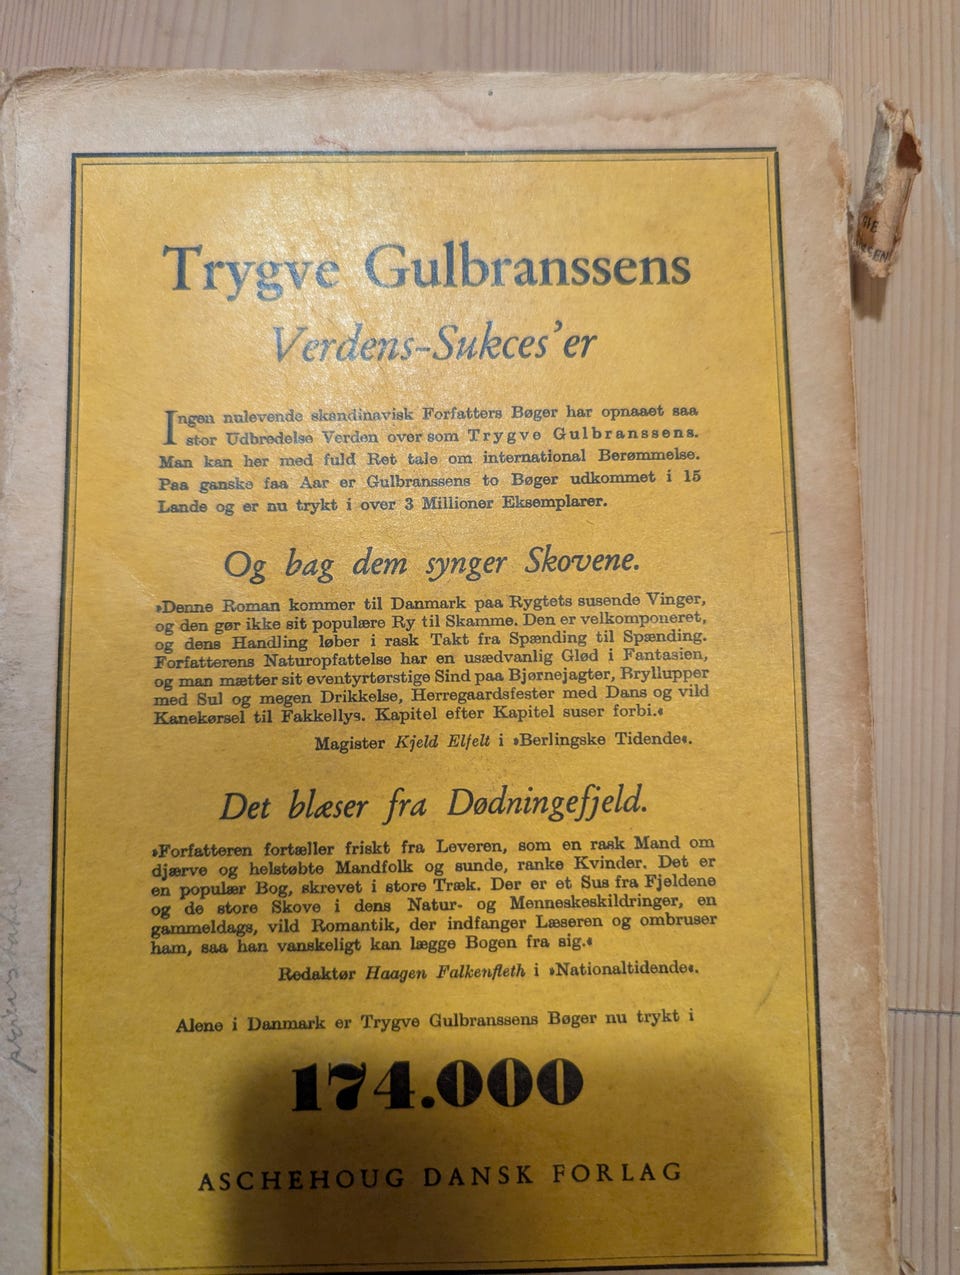 Trygve Gulbranssens
Verdens-Sukces'er
Ingen nulevende skandinavisk Forfatters Bøger har opnaaet saa
stor Udbredelse Verden over som Trygve Gulbranssens.
Man kan her med fuld Ret tale om international Berømmelse.
Paa ganske faa Aar er Gulbranssens to Bøger udkommet i 15
Lande og er nu trykt i over 3 Millioner Eksemplarer.
Og bag dem synger Skovene.
»Denne Roman kommer til Danmark paa Rygtets susende Vinger,
og den gør ikke sit populære Ry til Skamme. Den er velkomponeret,
og dens Handling løber i rask Takt fra Spænding til Spænding.
Forfatterens Naturopfattelse har en usædvanlig Glød i Fantasien,
og man mætter sit eventyrtørstige Sind paa Bjørnejagter, Bryllupper
med Sul og megen Drikkelse, Herregaardsfester med Dans og vild
Kanekørsel til Fakkellys. Kapitel efter Kapitel suser forbi.«
Magister Kjeld Elfelt i »Berlingske Tidende«.
Det blæser fra Dødningefjeld.
»Forfatteren fortæller friskt fra Leveren, som en rask Mand om
djærve og helstøbte Mandfolk og sunde, ranke Kvinder. Det er
en populær Bog, skrevet i store Træk. Der er et Sus fra Fjeldene
og de store Skove i dens Natur- og Menneskeskildringer, en
gammeldags, vild Romantik, der indfanger Læseren og ombruser
ham, saa han vanskeligt kan lægge Bogen fra sig.«
Redaktør Haagen Falkenfleth i »Nationaltidende«.
Alene i Danmark er Trygve Gulbranssens Bøger nu trykt i
174.000
ASCHEHOUG DANSK FORLAG